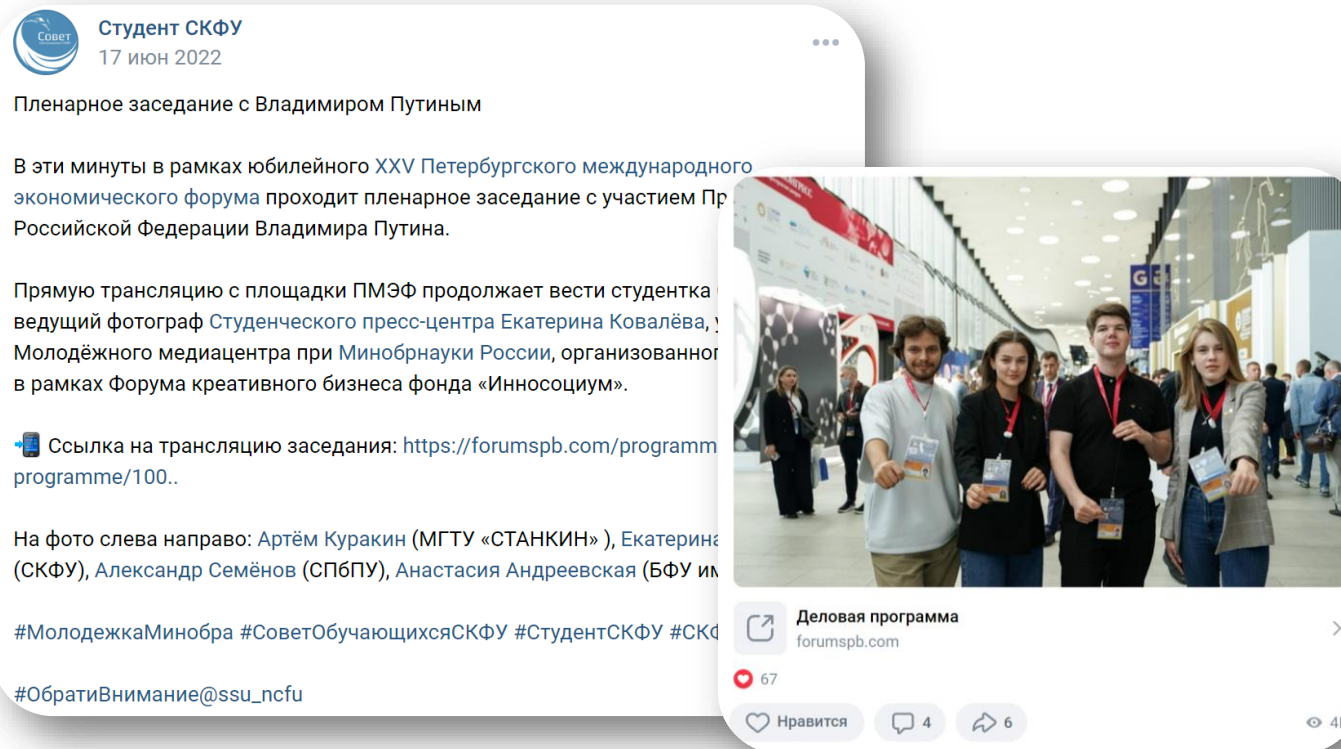 Совет
Студент СКФУ
17 июн 2022
Пленарное заседание с Владимиром Путиным
В эти минуты в рамках юбилейного XXV Петербургского международного
экономического форума проходит пленарное заседание с участием Пр
Российской Федерации Владимира Путина.
Прямую трансляцию с площадки ПМЭФ продолжает вести студентка
ведущий фотограф Студенческого пресс-центра Екатерина Ковалёва, у
Молодёжного медиацентра при Минобрнауки России, организованног
в рамках Форума креативного бизнеса фонда «Инносоциум».
Ссылка на трансляцию заседания: https://forumspb.com/programm
programme/100..
На фото слева направо: Артём Куракин (МГТУ «СТАНКИН» ), Екатерина
(СКФУ), Александр Семёнов (СПбПУ), Анастасия Андреевская (БФУ им
#МолодежкаМинобра #СоветОбучающихсяСКФУ #СтудентСКФУ #СКФ
#ОбратиВнимание@ssu_ncfu
G
Деловая программа
forumspb.com
67
Нравится
4
6